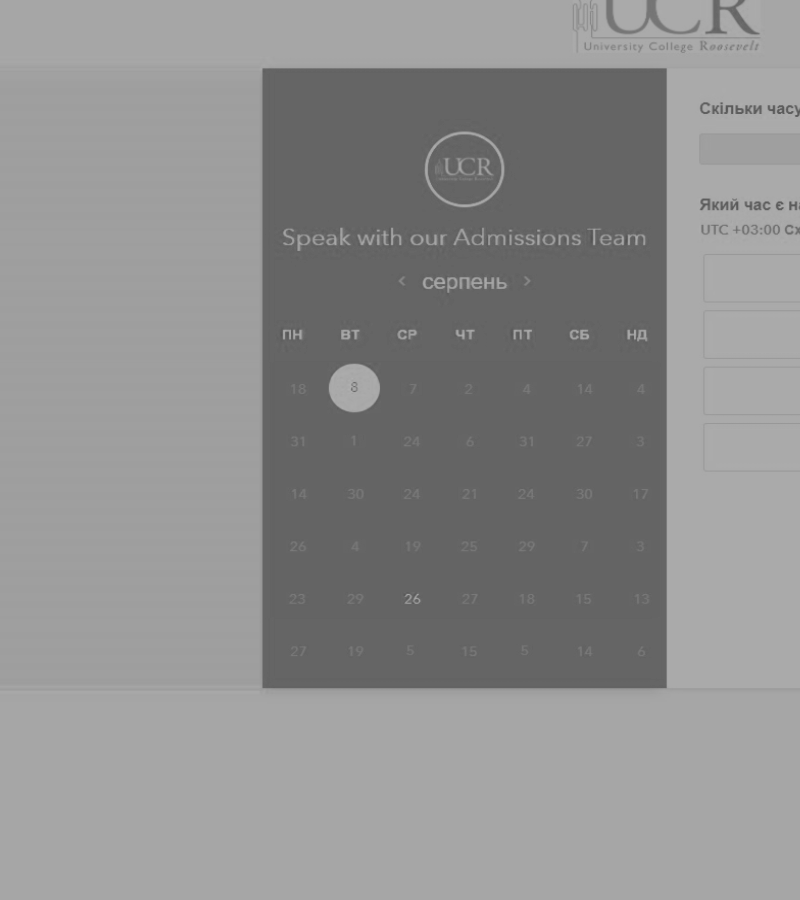 UCR
University College Roosevelt
UCR
Speak with our Admissions Team
серпень
ПН ВТ СР ЧТ ПТ СБ НД
18 8 7 2 4 14 4
31 1 24 6 31 27 3
14 30 24 21 24 30 17
26 4 19 25 29 7 3
23 29 26 27 18 15 13
27 19 5 15 5 14 6
Скільки часу
Який час є на
UTC +03:00 Сх